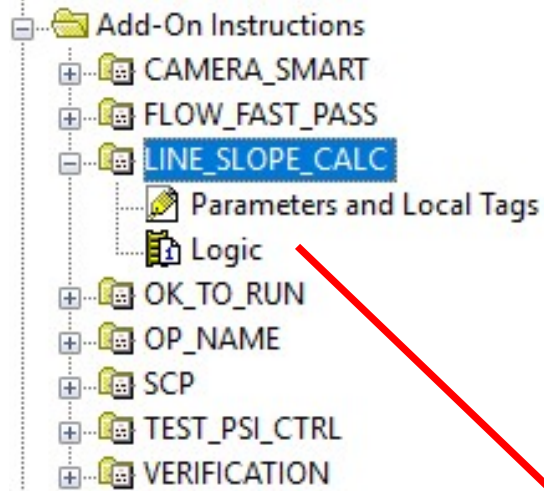 Add-On Instructions
CAMERA_SMART
FLOW_FAST_PASS
LINE_SLOPE_CALC
Parameters and Local Tags
Logic
OK_TO_RUN
OP_NAME
SCP
TEST_PSI_CTRL
VERIFICATION